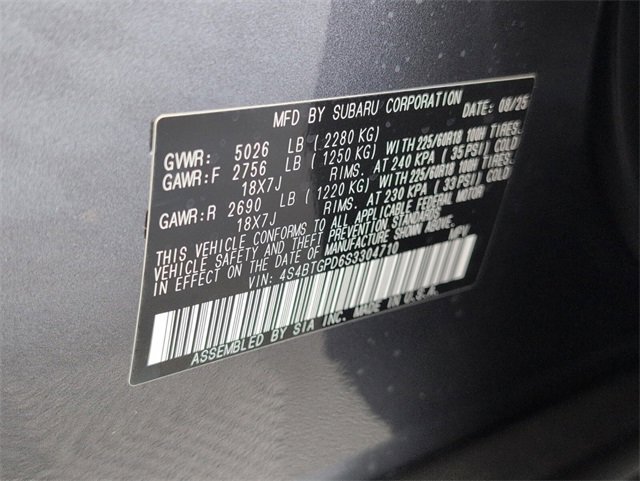 MFD BY SUBARU CORPORATION DATE: 08/25
GVWR: 5026 LB ( 2280 KG)
GAWR:F 2756 LB ( 1250 KG) WITH 225/60R18 100H TIRES.
18X7J RIMS. AT 240 KPA ( 35 PSI) COLD
GAWR:R 2690 LB ( 1220 KG) WITH 225/60R18 100H TIRES.
18X7J RIMS. AT 230 KPA ( 33 PSI) COLD
THIS VEHICLE CONFORMS TO ALL APPLICABLE FEDERAL MOTOR
VEHICLE SAFETY AND THEFT PREVENTION STANDARDS
IN EFFECT ON THE DATE OF MANUFACTURE SHOWN ABOVE.
VIN: 4S4BTGPD6S3304710 MPV
ASSEMBLED BY SIA INC. MADE IN U.S.A.